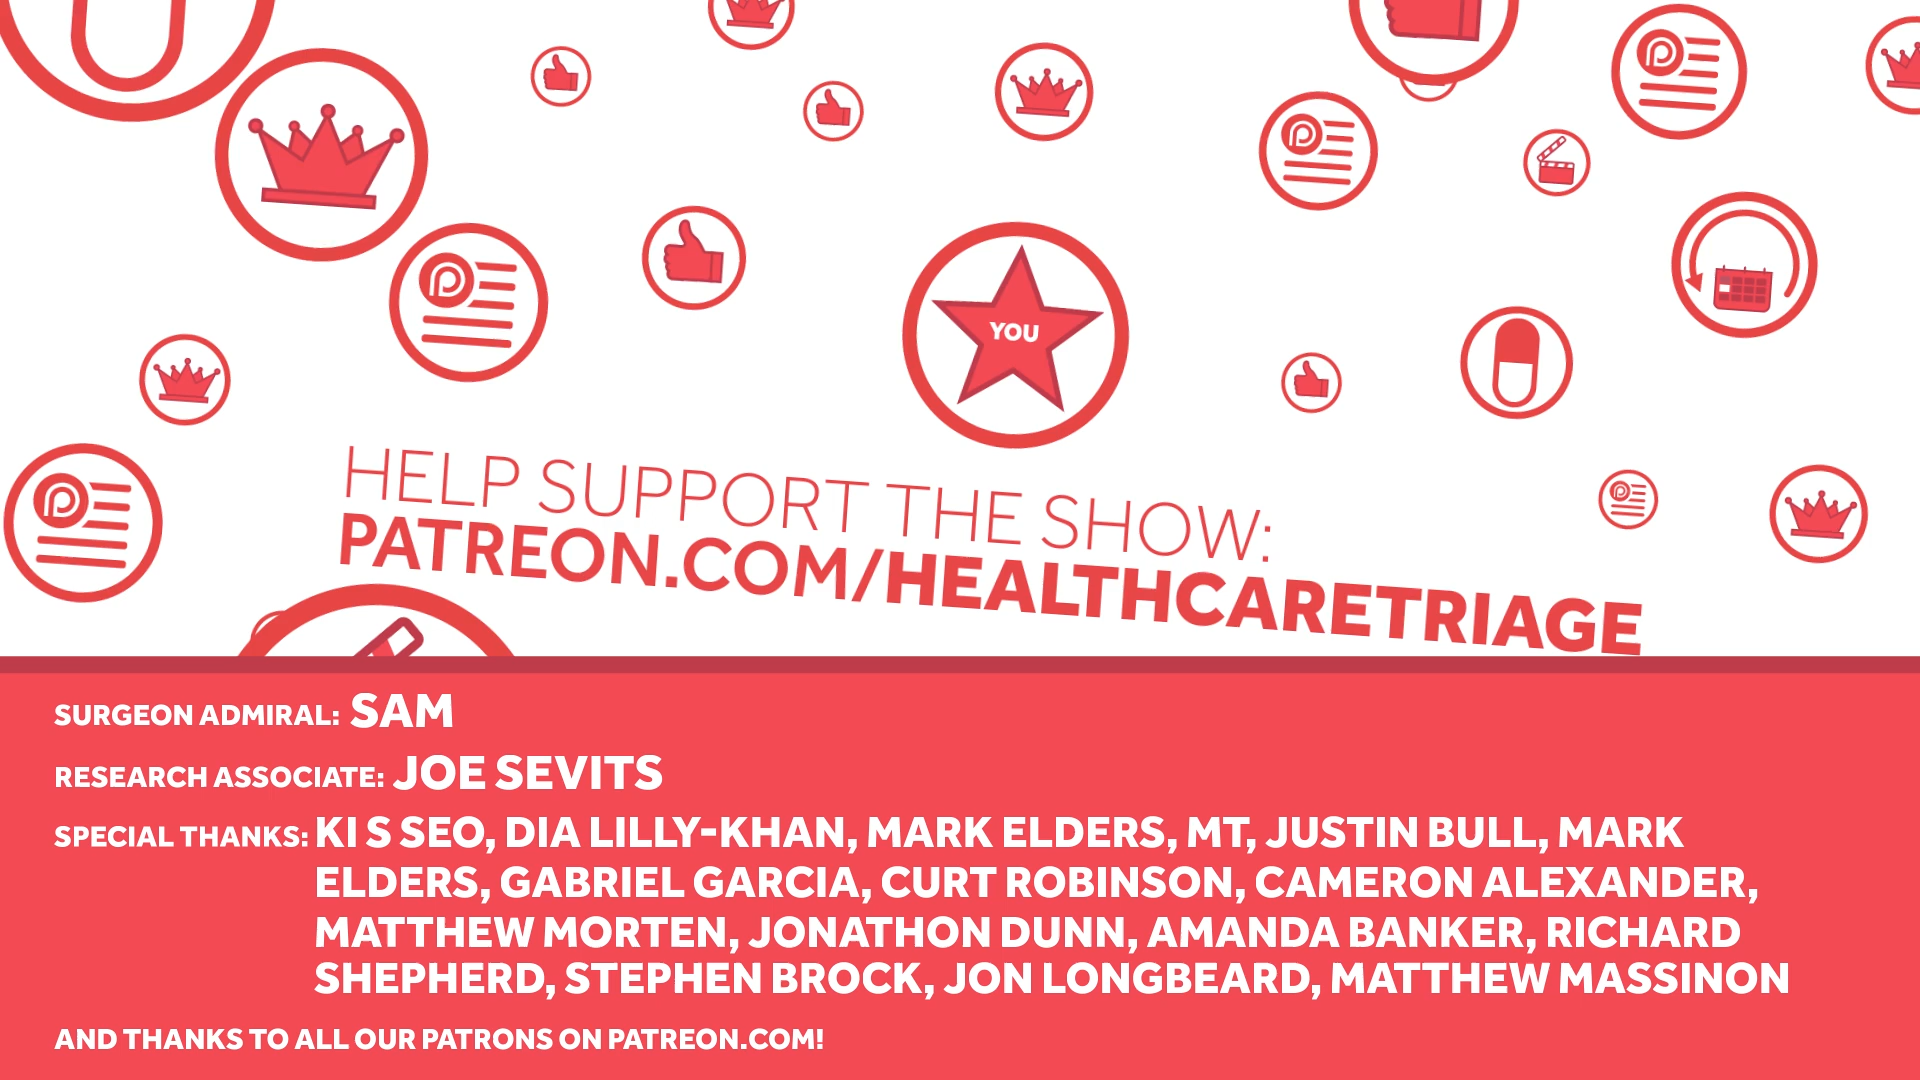 YOU
HELP SUPPORT THE SHOW:
PATREON.COM/HEALTHCARETRIAGE
SURGEON ADMIRAL: SAM
RESEARCH ASSOCIATE: JOE SEVITS
SPECIAL THANKS: KI S SEO, DIA LILLY-KHAN, MARK ELDERS, MT, JUSTIN BULL, MARK
ELDERS, GABRIEL GARCIA, CURT ROBINSON, CAMERON ALEXANDER,
MATTHEW MORTEN, JONATHON DUNN, AMANDA BANKER, RICHARD
SHEPHERD, STEPHEN BROCK, JON LONGBEARD, MATTHEW MASSINON
AND THANKS TO ALL OUR PATRONS ON PATREON.COM!